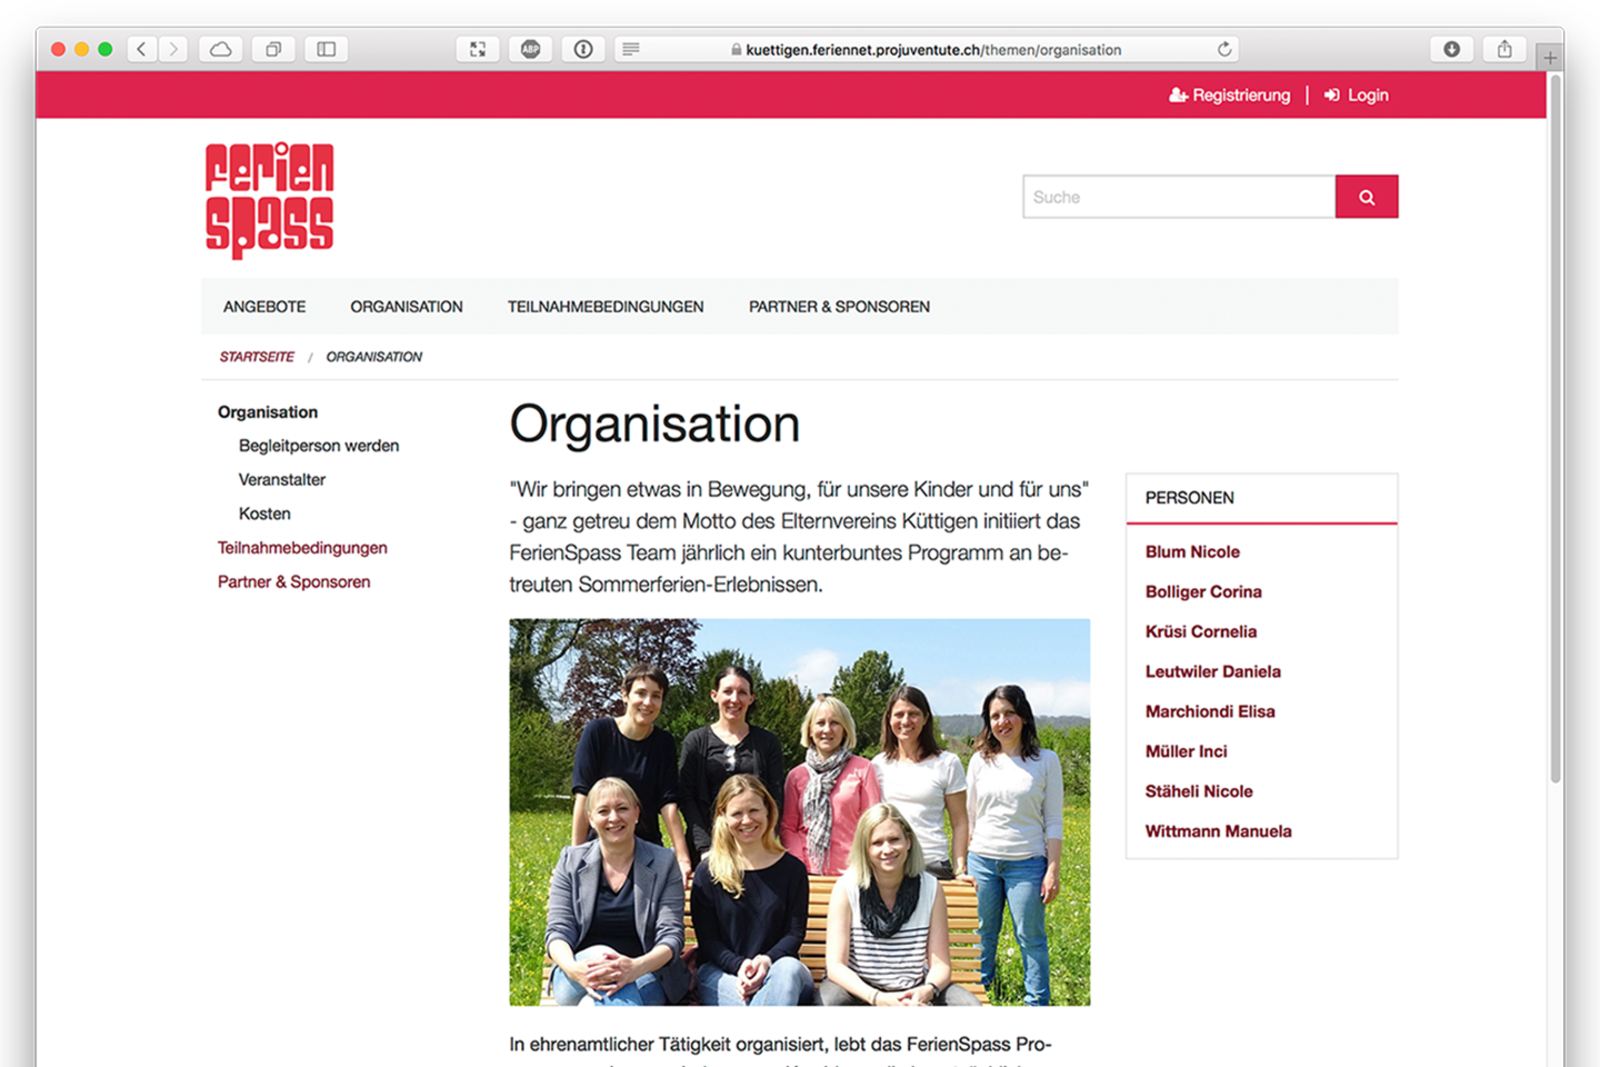 ABP
kuettigen.feriennet.projuventute.ch/themen/organisation
Registrierung | Login
ferien
spass
Suche
ANGEBOTE ORGANISATION TEILNAHMEBEDINGUNGEN PARTNER & SPONSOREN
STARTSEITE / ORGANISATION
Organisation
Begleitperson werden
Veranstalter
Kosten
Teilnahmebedingungen
Partner & Sponsoren
Organisation
"Wir bringen etwas in Bewegung, für unsere Kinder und für uns"
- ganz getreu dem Motto des Elternvereins Küttigen initiiert das
FerienSpass Team jährlich ein kunterbuntes Programm an be-
treuten Sommerferien-Erlebnissen.
In ehrenamtlicher Tätigkeit organisiert, lebt das FerienSpass Pro-
PERSONEN
Blum Nicole
Bolliger Corina
Krüsi Cornelia
Leutwiler Daniela
Marchiondi Elisa
Müller Inci
Stäheli Nicole
Wittmann Manuela